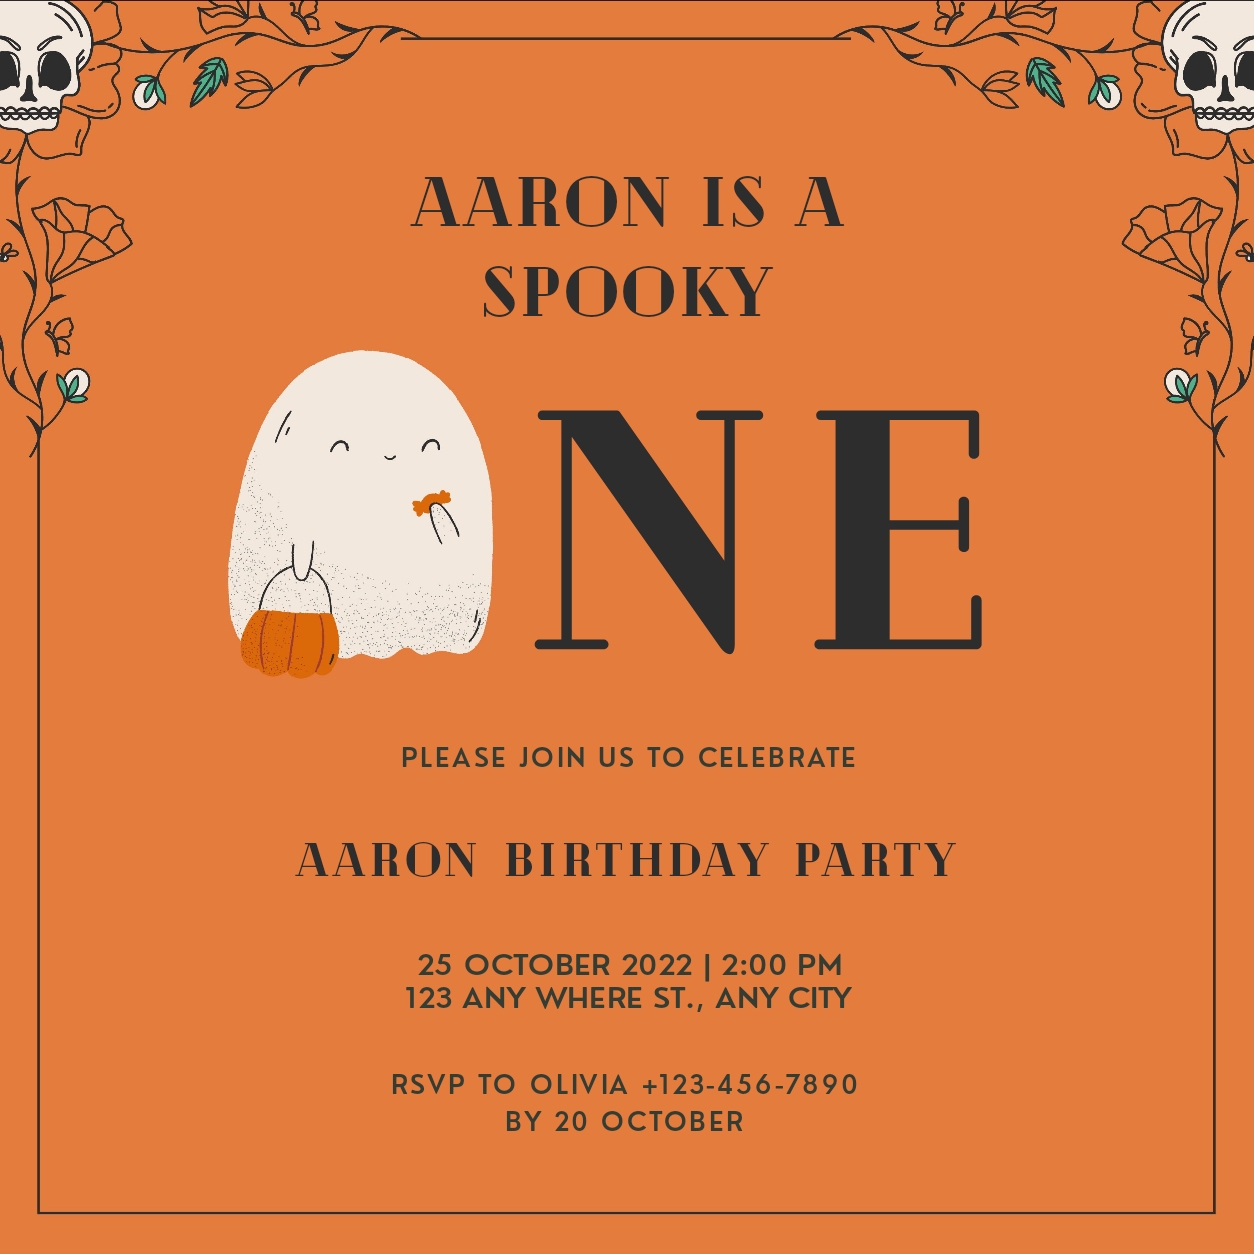 AARON IS A
SPOOKY
NE
PLEASE JOIN US TO CELEBRATE
AARON BIRTHDAY PARTY
25 OCTOBER 2022 | 2:00 PM
123 ANY WHERE ST., ANY CITY
RSVP TO OLIVIA +123-456-7890
BY 20 OCTOBER